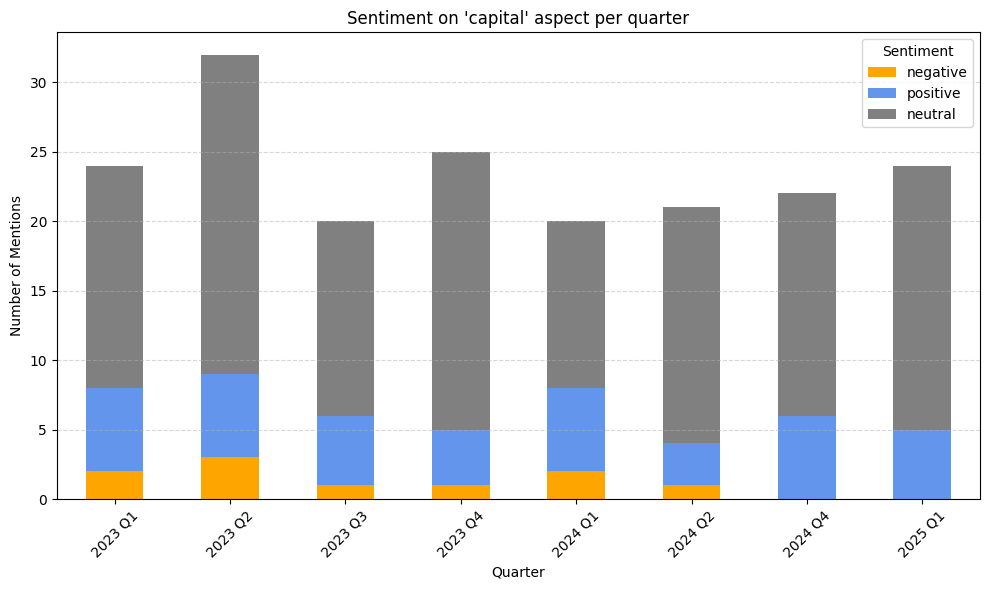 Sentiment on 'capital' aspect per quarter
Sentiment
negative
positive
neutral
Number of Mentions
30
25
20
15
10
5
0
2023 Q1
2023 Q2
2023 Q3
2023 Q4
2024 Q1
2024 Q2
2024 Q4
2025 Q1
Quarter